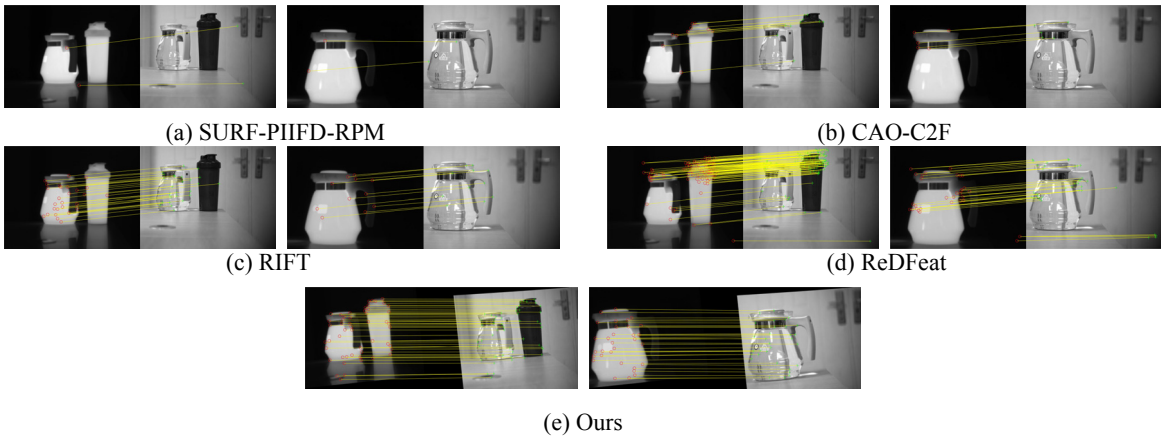 (a) SURF-PIIFD-RPM
(b) CAO-C2F
(c) RIFT
(d) ReDFeat
(e) Ours